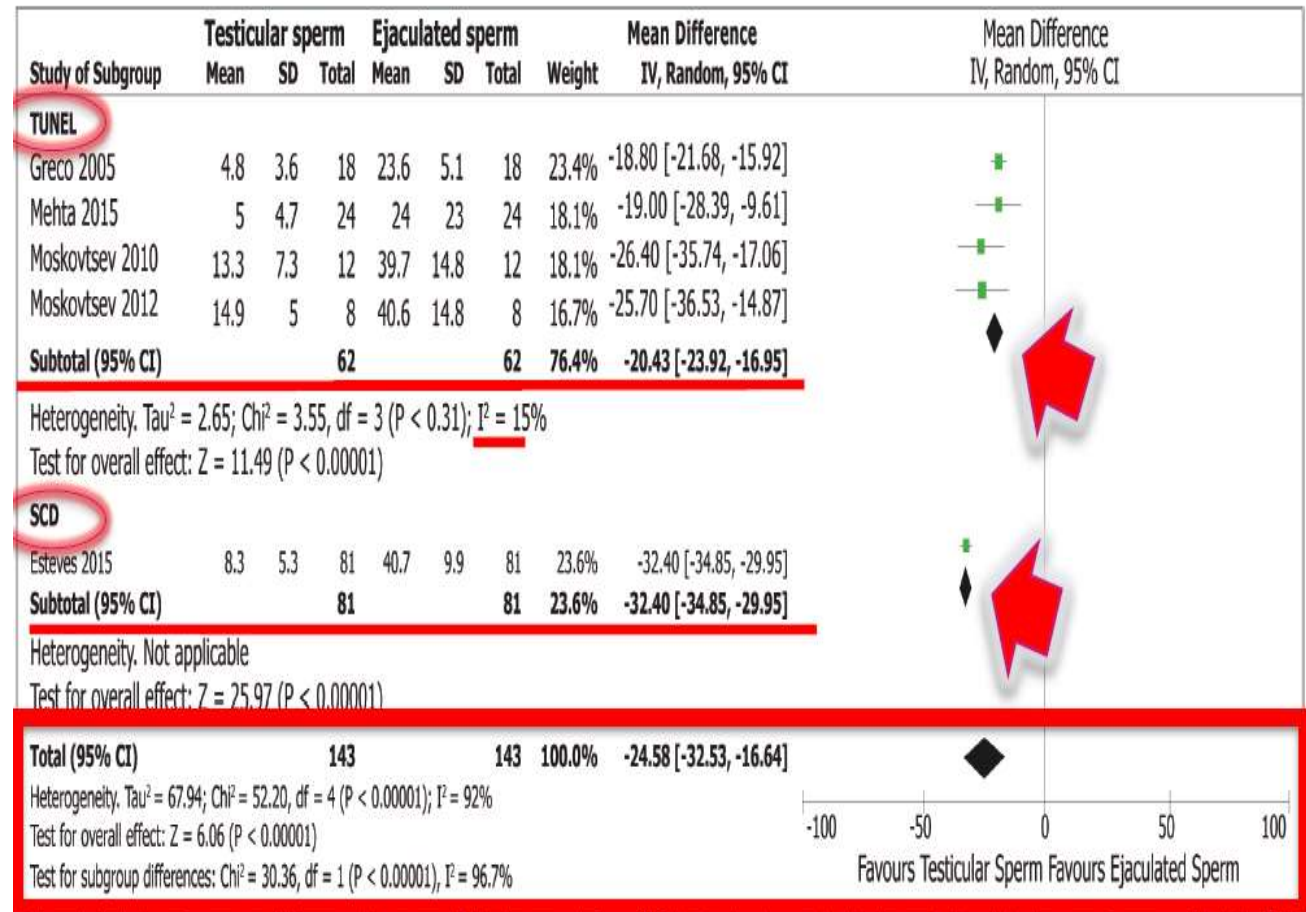 Testicular sperm Ejaculated sperm Mean Difference Mean Difference
Study of Subgroup Mean SD Total Mean SD Total Weight IV, Random, 95% CI IV, Random, 95% CI
TUNEL
Greco 2005 4.8 3.6 18 23.6 5.1 18 23.4% -18.80 [-21.68, -15.92]
Mehta 2015 5 4.7 24 24 23 24 18.1% -19.00 [-28.39, -9.61]
Moskovtsev 2010 13.3 7.3 12 39.7 14.8 12 18.1% -26.40 [-35.74, -17.06]
Moskovtsev 2012 14.9 5 8 40.6 14.8 8 16.7% -25.70 [-36.53, -14.87]
Subtotal (95% CI) 62 62 76.4% -20.43 [-23.92, -16.95]
Heterogeneity. Tau² = 2.65; Chi² = 3.55, df = 3 (P < 0.31); I² = 15%
Test for overall effect: Z = 11.49 (P < 0.00001)
SCD
Esteves 2015 8.3 5.3 81 40.7 9.9 81 23.6% -32.40 [-34.85, -29.95]
Subtotal (95% CI) 81 81 23.6% -32.40 [-34.85, -29.95]
Heterogeneity. Not applicable
Test for overall effect: Z = 25.97 (P < 0.00001)
Total (95% CI) 143 143 100.0% -24.58 [-32.53, -16.64]
Heterogeneity. Tau² = 67.94; Chi² = 52.20, df = 4 (P < 0.00001); I² = 92%
Test for overall effect: Z = 6.06 (P < 0.00001)
Test for subgroup differences: Chi² = 30.36, df = 1 (P < 0.00001), I² = 96.7%
-100 -50 0 50 100
Favours Testicular Sperm Favours Ejaculated Sperm